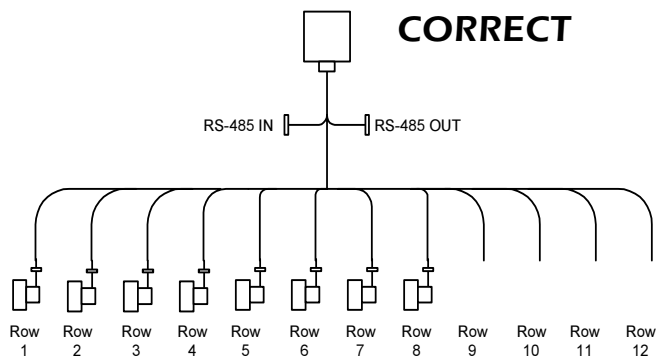 CORRECT
RS-485 IN
RS-485 OUT
Row 1
Row 2
Row 3
Row 4
Row 5
Row 6
Row 7
Row 8
Row 9
Row 10
Row 11
Row 12